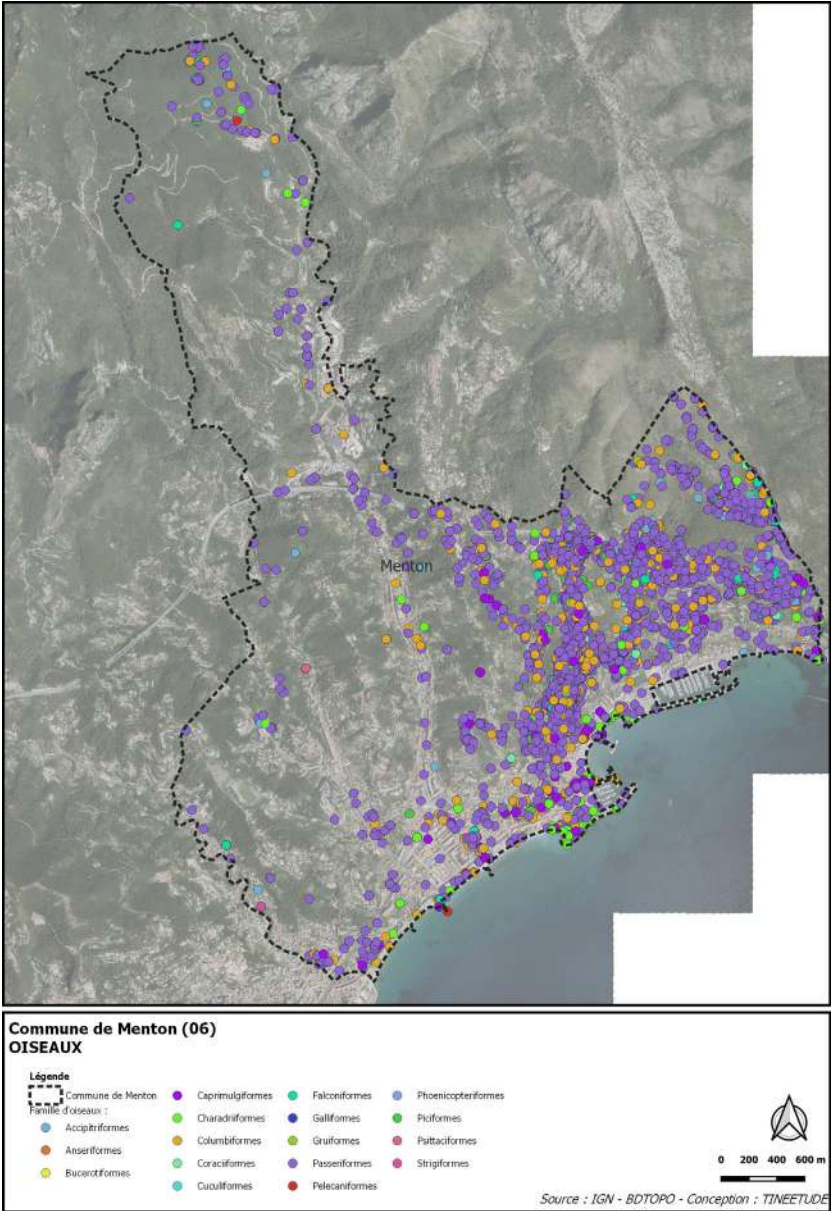 Menton
Commune de Menton (06)
OISEAUX
Légende
Commune de Menton
Famille d'oiseaux :
Accipitriformes
Anseriformes
Bucerotiformes
Caprimulgiformes
Charadriiformes
Columbiformes
Coraciiformes
Cuculiformes
Falconiformes
Galliformes
Gruiformes
Passeriformes
Pelecaniformes
Phoenicopteriformes
Piciformes
Psittaciformes
Strigiformes
0 200 400 600 m
Source : IGN - BDTOPO - Conception : TINEETUDE